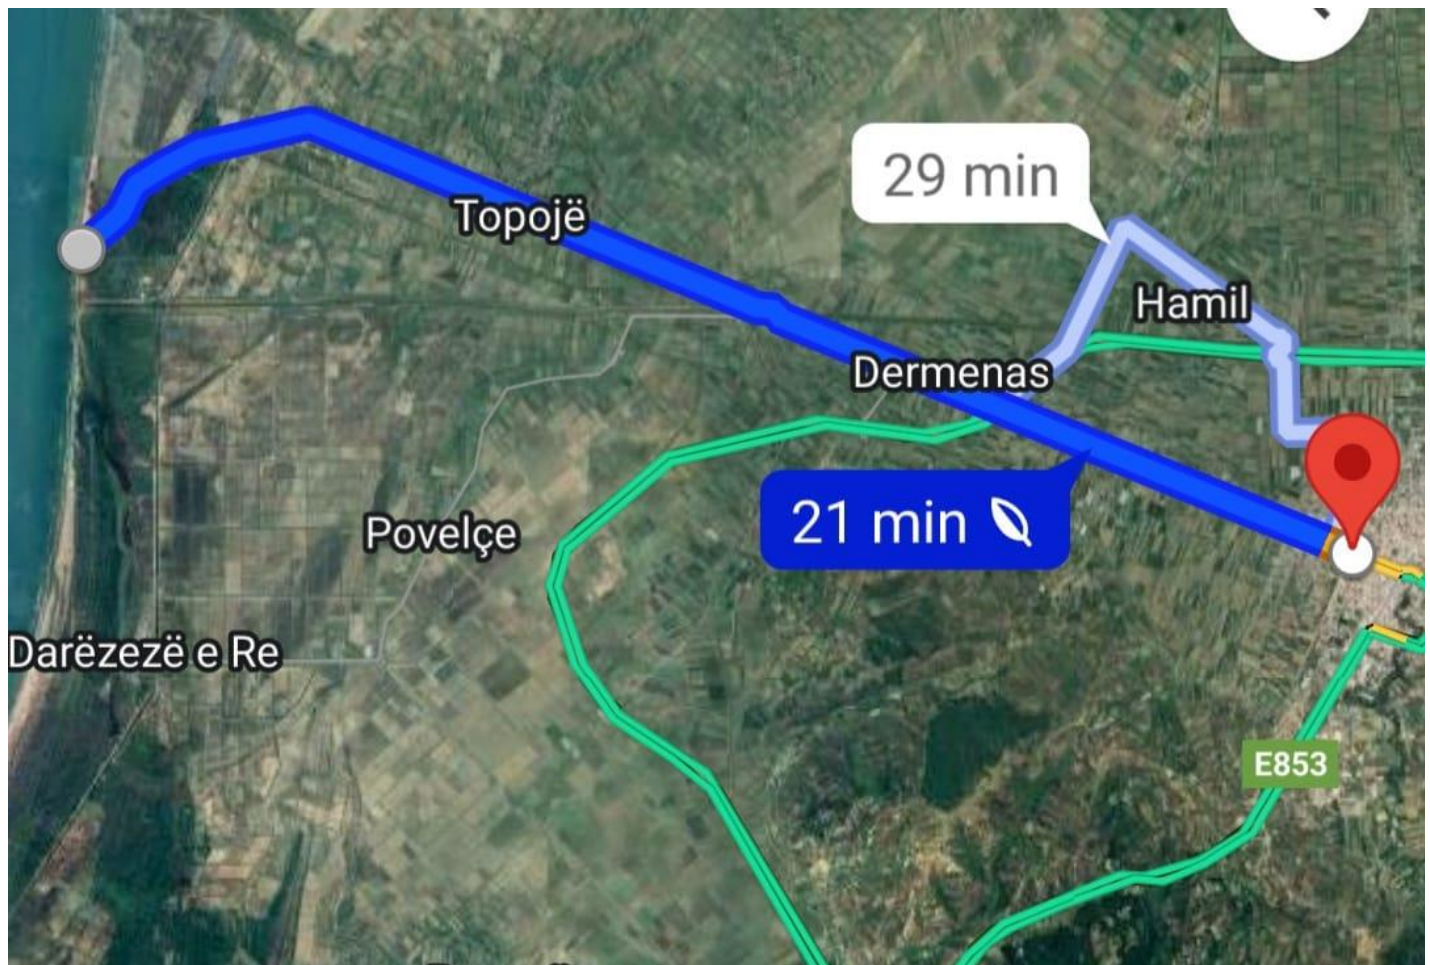 29 min
Topojë
Hamil
Dermenas
21 min
Povelçe
Darëzezë e Re
E853